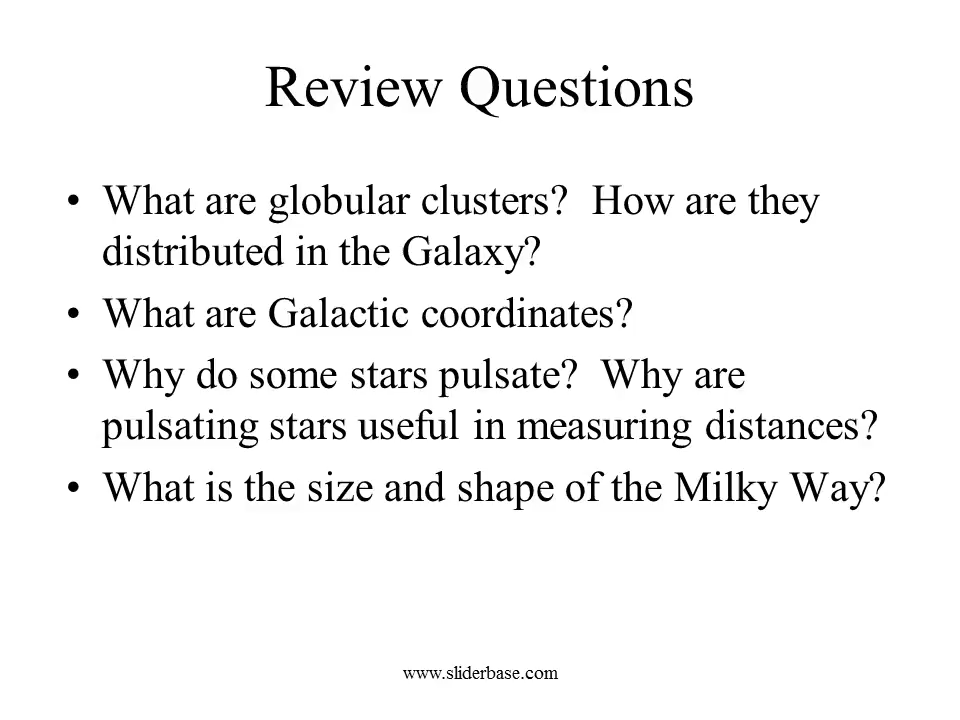 Review Questions
• What are globular clusters?  How are they
distributed in the Galaxy?
• What are Galactic coordinates?
• Why do some stars pulsate?  Why are
pulsating stars useful in measuring distances?
• What is the size and shape of the Milky Way?
www.sliderbase.com